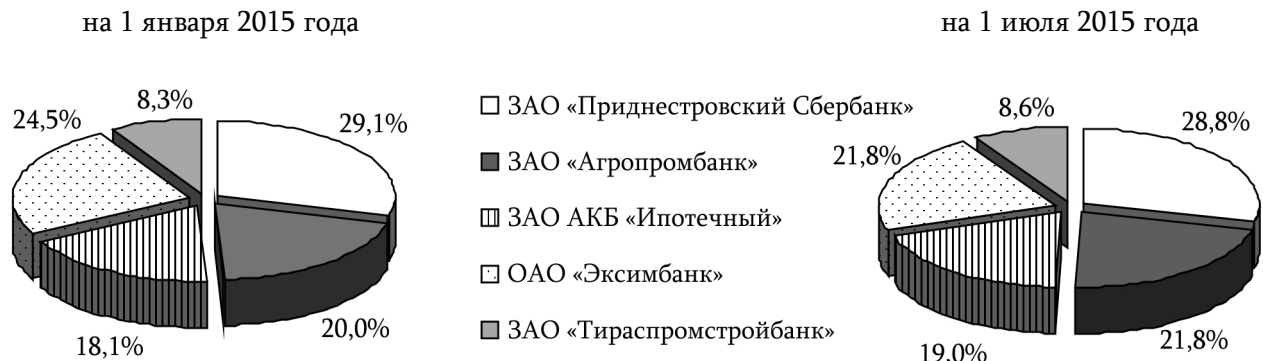 на 1 января 2015 года
на 1 июля 2015 года
24,5%
8,3%
29,1%
20,0%
18,1%
ЗАО «Приднестровский Сбербанк»
ЗАО «Агропромбанк»
ЗАО АКБ «Ипотечный»
ОАО «Эксимбанк»
ЗАО «Тираспромстройбанк»
21,8%
8,6%
28,8%
21,8%
19,0%